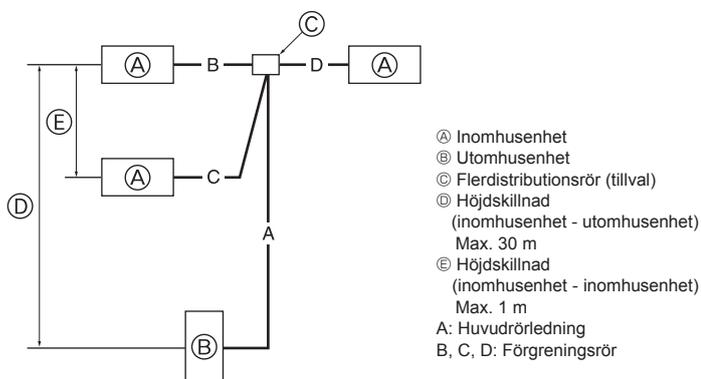 Ⓒ
Ⓐ B D Ⓐ
Ⓔ
Ⓐ C
Ⓓ
A
Ⓑ
Ⓐ Inomhusenhet
Ⓑ Utomhusenhet
Ⓒ Flerdistributionsrör (tillval)
Ⓓ Höjdskillnad
(inomhusenhet - utomhusenhet)
Max. 30 m
Ⓔ Höjdskillnad
(inomhusenhet - inomhusenhet)
Max. 1 m
A: Huvudrörledning
B, C, D: Förgreningsrör